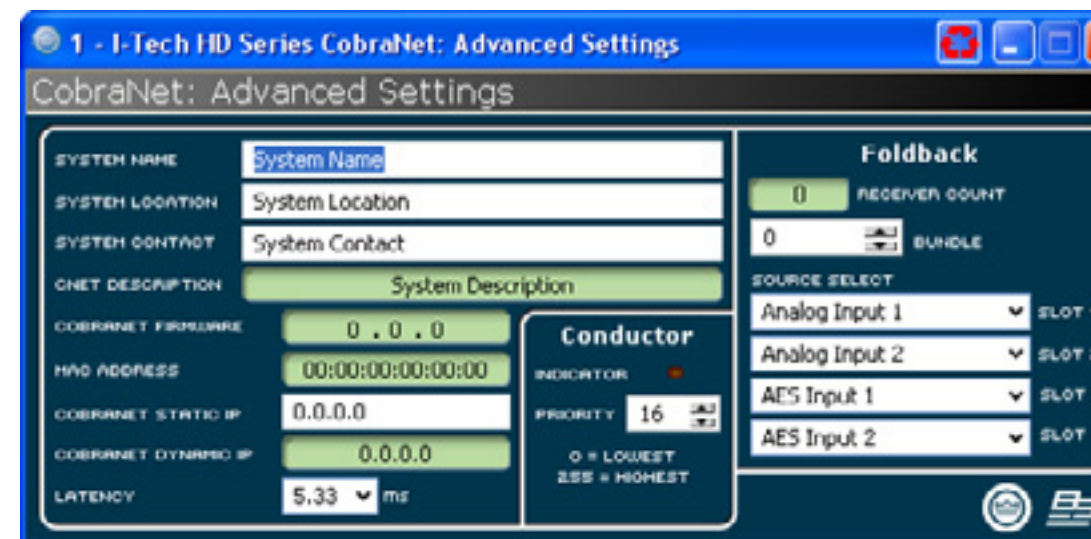 1 - I-Tech HD Series CobraNet: Advanced Settings
CobraNet: Advanced Settings
SYSTEM NAME System Name
SYSTEM LOCATION System Location
SYSTEM CONTACT System Contact
CNET DESCRIPTION System Description
COBRANET FIRMWARE 0.0.0
MAC ADDRESS 00:00:00:00:00:00
COBRANET STATIC IP 0.0.0.0
COBRANET DYNAMIC IP 0.0.0.0
LATENCY 5.33 ms
Conductor
INDICATOR
PRIORITY 16
0 = LOWEST
255 = HIGHEST
Foldback
0 RECEIVER COUNT
0 BUNDLE
SOURCE SELECT
Analog Input 1 SLOT
Analog Input 2 SLOT
AES Input 1 SLOT
AES Input 2 SLOT